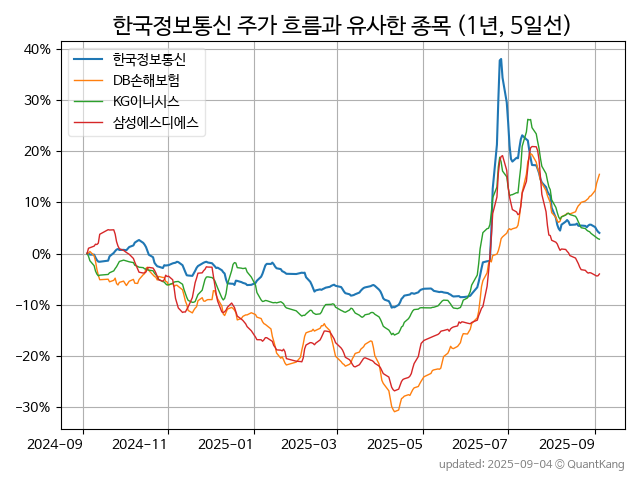 한국정보통신 주가 흐름과 유사한 종목 (1년, 5일선)
40%
30%
20%
10%
0%
−10%
−20%
−30%
한국정보통신
DB손해보험
KG이니시스
삼성에스디에스
2024-09
2024-11
2025-01
2025-03
2025-05
2025-07
2025-09
updated: 2025-09-04 © QuantKang